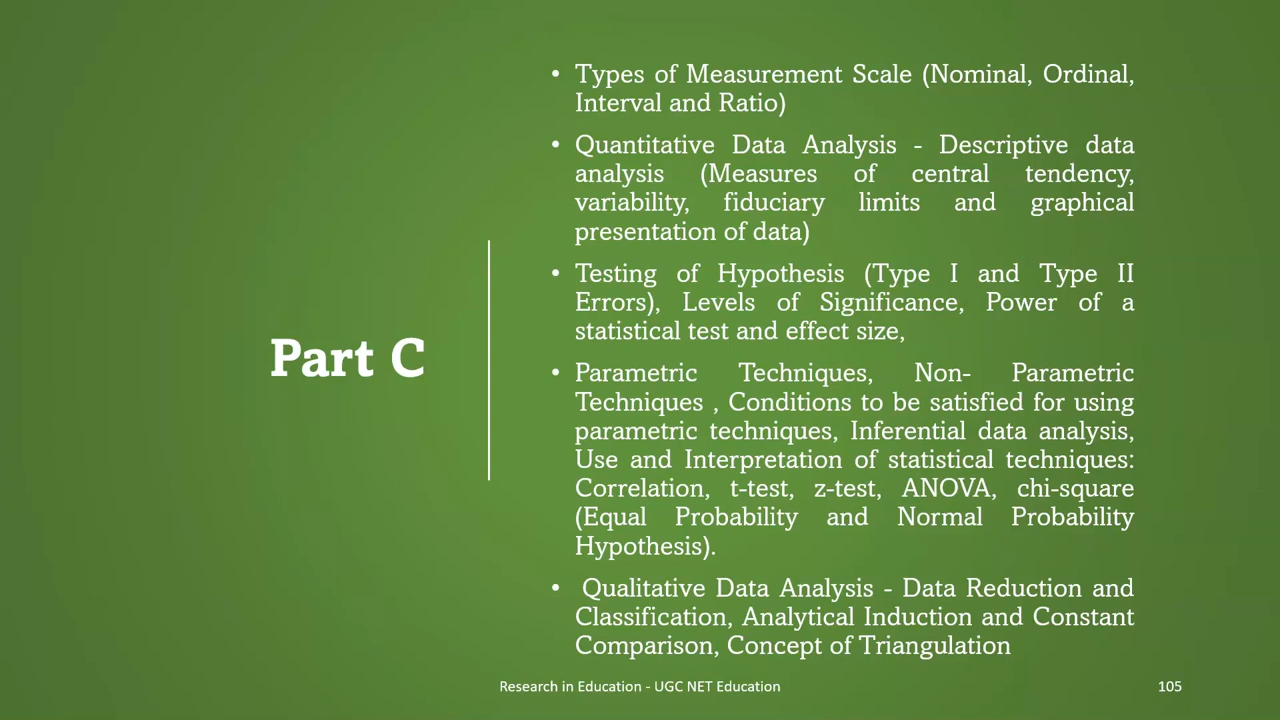 • Types of Measurement Scale (Nominal, Ordinal,
Interval and Ratio)
• Quantitative Data Analysis - Descriptive data
analysis (Measures of central tendency,
variability, fiduciary limits and graphical
presentation of data)
• Testing of Hypothesis (Type I and Type II
Errors), Levels of Significance, Power of a
statistical test and effect size,
Part C
• Parametric Techniques, Non- Parametric
Techniques , Conditions to be satisfied for using
parametric techniques, Inferential data analysis,
Use and Interpretation of statistical techniques:
Correlation, t-test, z-test, ANOVA, chi-square
(Equal Probability and Normal Probability
Hypothesis).
• Qualitative Data Analysis - Data Reduction and
Classification, Analytical Induction and Constant
Comparison, Concept of Triangulation
Research in Education - UGC NET Education
105